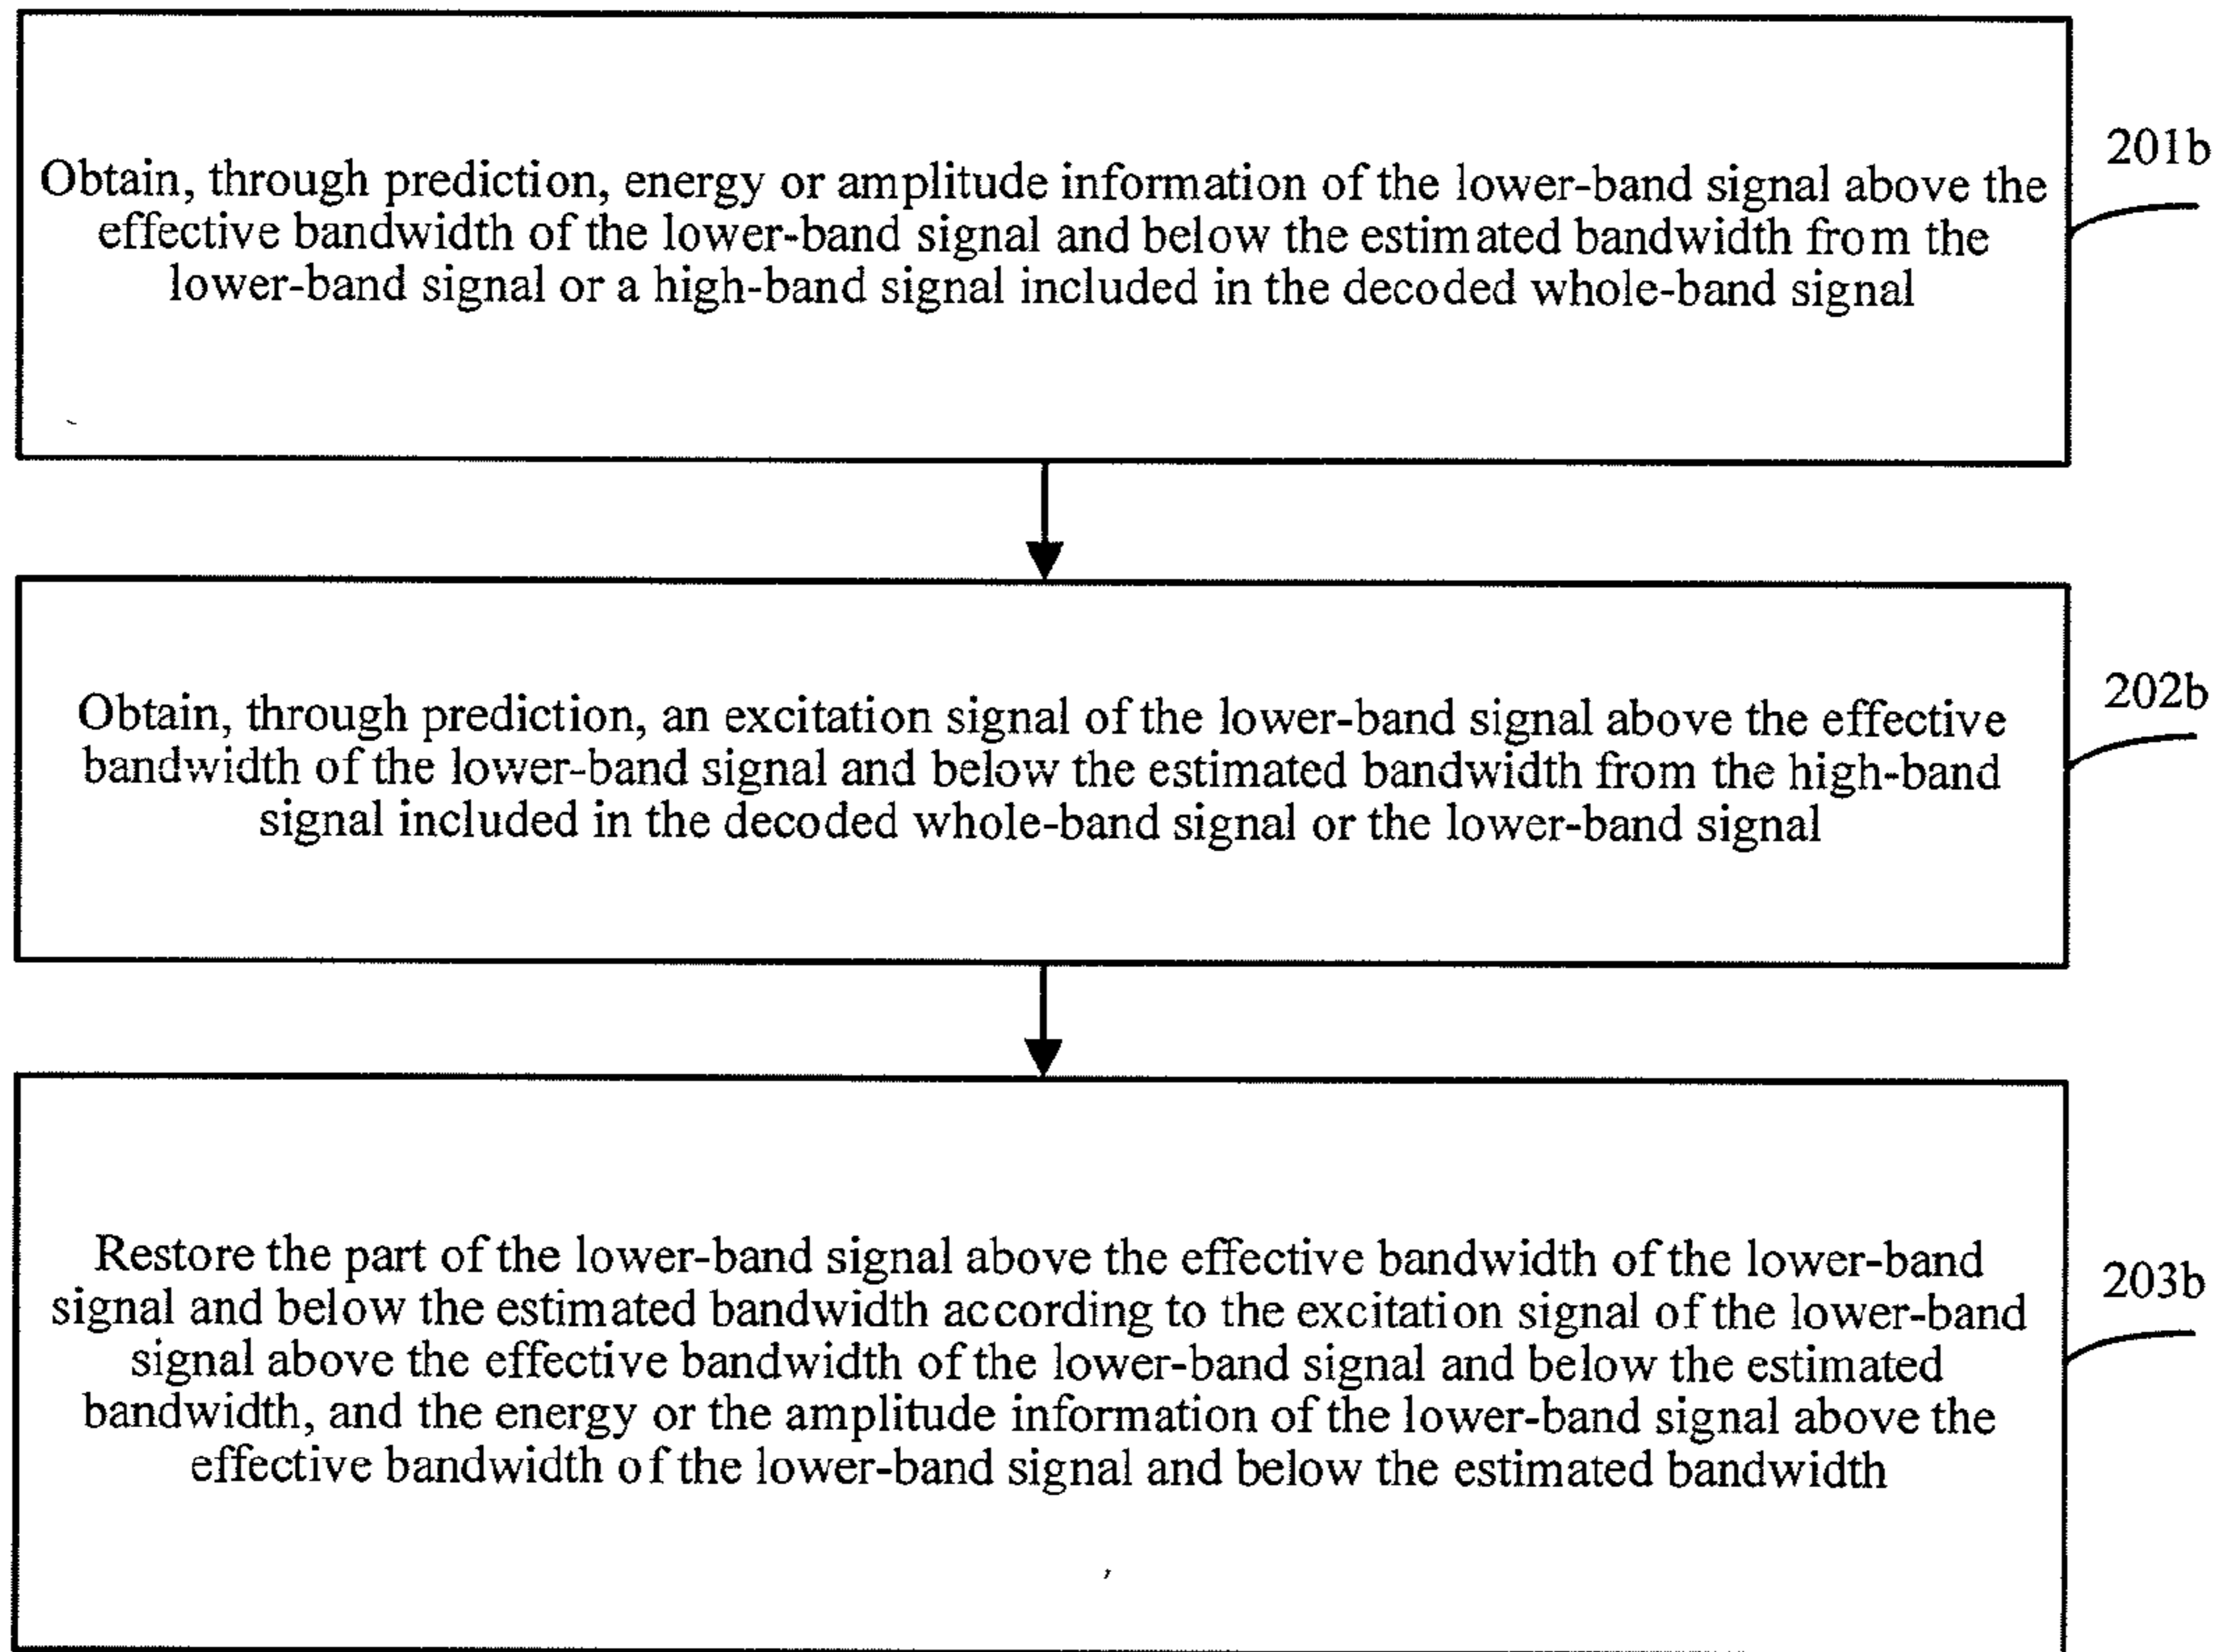 Obtain, through prediction, energy or amplitude information of the lower-band signal above the
effective bandwidth of the lower-band signal and below the estimated bandwidth from the
lower-band signal or a high-band signal included in the decoded whole-band signal
201b
Obtain, through prediction, an excitation signal of the lower-band signal above the effective
bandwidth of the lower-band signal and below the estimated bandwidth from the high-band
signal included in the decoded whole-band signal or the lower-band signal
202b
Restore the part of the lower-band signal above the effective bandwidth of the lower-band
signal and below the estimated bandwidth according to the excitation signal of the lower-band
signal above the effective bandwidth of the lower-band signal and below the estimated
bandwidth, and the energy or the amplitude information of the lower-band signal above the
effective bandwidth of the lower-band signal and below the estimated bandwidth
203b